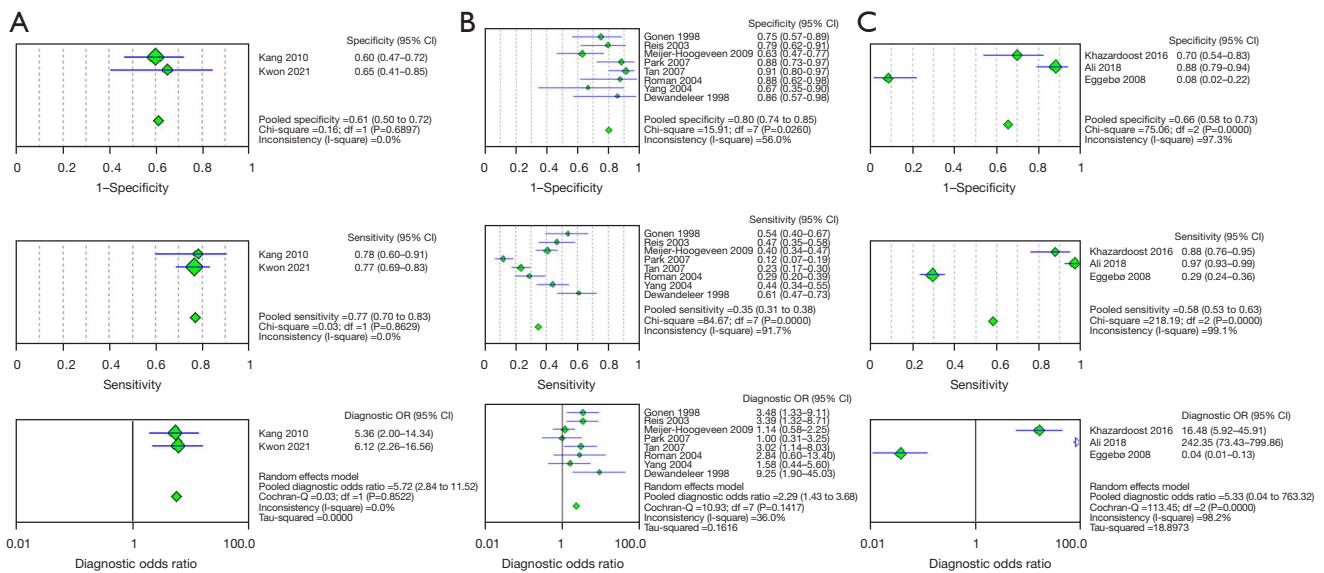 A
Specificity (95% CI)
Kang 2010 0.60 (0.47–0.72)
Kwon 2021 0.65 (0.41–0.85)
Pooled specificity =0.61 (0.50 to 0.72)
Chi-square =0.16; df =1 (P=0.6897)
Inconsistency (I-square) =0.0%
0 0.2 0.4 0.6 0.8 1
1–Specificity
Sensitivity (95% CI)
Kang 2010 0.78 (0.60–0.91)
Kwon 2021 0.77 (0.69–0.83)
Pooled sensitivity =0.77 (0.70 to 0.83)
Chi-square =0.03; df =1 (P=0.8629)
Inconsistency (I-square) =0.0%
0 0.2 0.4 0.6 0.8 1
Sensitivity
Diagnostic OR (95% CI)
Kang 2010 5.36 (2.00–14.34)
Kwon 2021 6.12 (2.26–16.56)
Random effects model
Pooled diagnostic odds ratio =5.72 (2.84 to 11.52)
Cochran-Q =0.03; df =1 (P=0.8522)
Inconsistency (I-square) =0.0%
Tau-squared =0.0000
0.01 1 100.0
Diagnostic odds ratio
B
Specificity (95% CI)
Gonen 1998 0.75 (0.57–0.89)
Reis 2003 0.79 (0.62–0.91)
Meijer-Hoogeveen 2009 0.63 (0.47–0.77)
Park 2007 0.88 (0.73–0.97)
Tan 2007 0.91 (0.80–0.97)
Roman 2004 0.88 (0.62–0.98)
Yang 2004 0.67 (0.35–0.90)
Dewandeleer 1998 0.86 (0.57–0.98)
Pooled specificity =0.80 (0.74 to 0.85)
Chi-square =15.91; df =7 (P=0.0260)
Inconsistency (I-square) =56.0%
0 0.2 0.4 0.6 0.8 1
1–Specificity
Sensitivity (95% CI)
Gonen 1998 0.54 (0.40–0.67)
Reis 2003 0.47 (0.35–0.58)
Meijer-Hoogeveen 2009 0.40 (0.34–0.47)
Park 2007 0.12 (0.07–0.19)
Tan 2007 0.23 (0.17–0.30)
Roman 2004 0.29 (0.20–0.39)
Yang 2004 0.44 (0.34–0.55)
Dewandeleer 1998 0.61 (0.47–0.73)
Pooled sensitivity =0.35 (0.31 to 0.38)
Chi-square =84.67; df =7 (P=0.0000)
Inconsistency (I-square) =91.7%
0 0.2 0.4 0.6 0.8 1
Sensitivity
Diagnostic OR (95% CI)
Gonen 1998 3.48 (1.33–9.11)
Reis 2003 3.39 (1.32–8.71)
Meijer-Hoogeveen 2009 1.14 (0.58–2.25)
Park 2007 1.00 (0.31–3.25)
Tan 2007 3.02 (1.14–8.03)
Roman 2004 2.84 (0.60–13.40)
Yang 2004 1.58 (0.44–5.60)
Dewandeleer 1998 9.25 (1.90–45.03)
Random effects model
Pooled diagnostic odds ratio =2.29 (1.43 to 3.68)
Cochran-Q =10.93; df =7 (P=0.1417)
Inconsistency (I-square) =36.0%
Tau-squared =0.1616
0.01 1 100.0
Diagnostic odds ratio
C
Specificity (95% CI)
Khazardoost 2016 0.70 (0.54–0.83)
Ali 2018 0.88 (0.79–0.94)
Eggebø 2008 0.08 (0.02–0.22)
Pooled specificity =0.66 (0.58 to 0.73)
Chi-square =75.06; df =2 (P=0.0000)
Inconsistency (I-square) =97.3%
0 0.2 0.4 0.6 0.8 1
1–Specificity
Sensitivity (95% CI)
Khazardoost 2016 0.88 (0.76–0.95)
Ali 2018 0.97 (0.93–0.99)
Eggebø 2008 0.29 (0.24–0.36)
Pooled sensitivity =0.58 (0.53 to 0.63)
Chi-square =218.19; df =2 (P=0.0000)
Inconsistency (I-square) =99.1%
0 0.2 0.4 0.6 0.8 1
Sensitivity
Diagnostic OR (95% CI)
Khazardoost 2016 16.48 (5.92–45.91)
Ali 2018 242.35 (73.43–799.86)
Eggebø 2008 0.04 (0.01–0.13)
Random effects model
Pooled diagnostic odds ratio =5.33 (0.04 to 763.32)
Cochran-Q =113.45; df =2 (P=0.0000)
Inconsistency (I-square) =98.2%
Tau-squared =18.8973
0.01 1 100.0
Diagnostic odds ratio